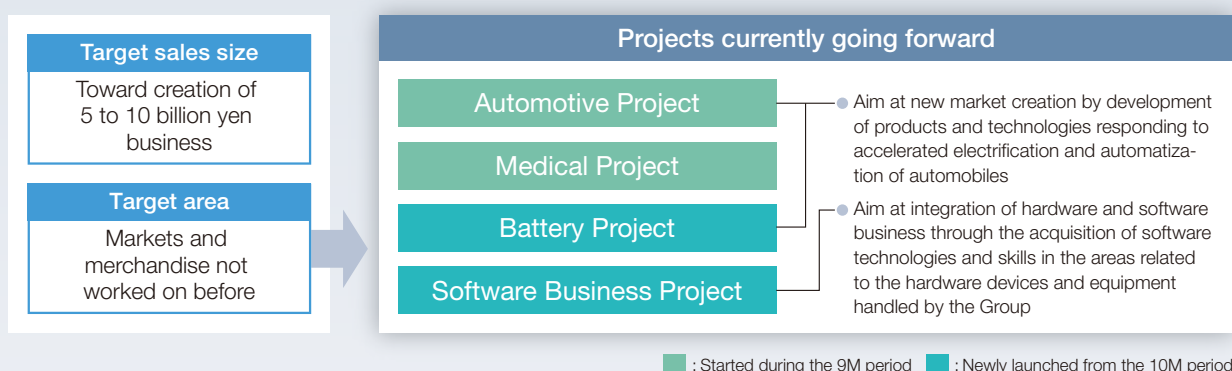 Target sales size
Toward creation of
5 to 10 billion yen
business
Target area
Markets and
merchandise not
worked on before
Projects currently going forward
Automotive Project
Medical Project
Battery Project
Software Business Project
Aim at new market creation by development
of products and technologies responding to
accelerated electrification and automatiza-
tion of automobiles
Aim at integration of hardware and software
business through the acquisition of software
technologies and skills in the areas related
to the hardware devices and equipment
handled by the Group
: Started during the 9M period : Newly launched from the 10M period